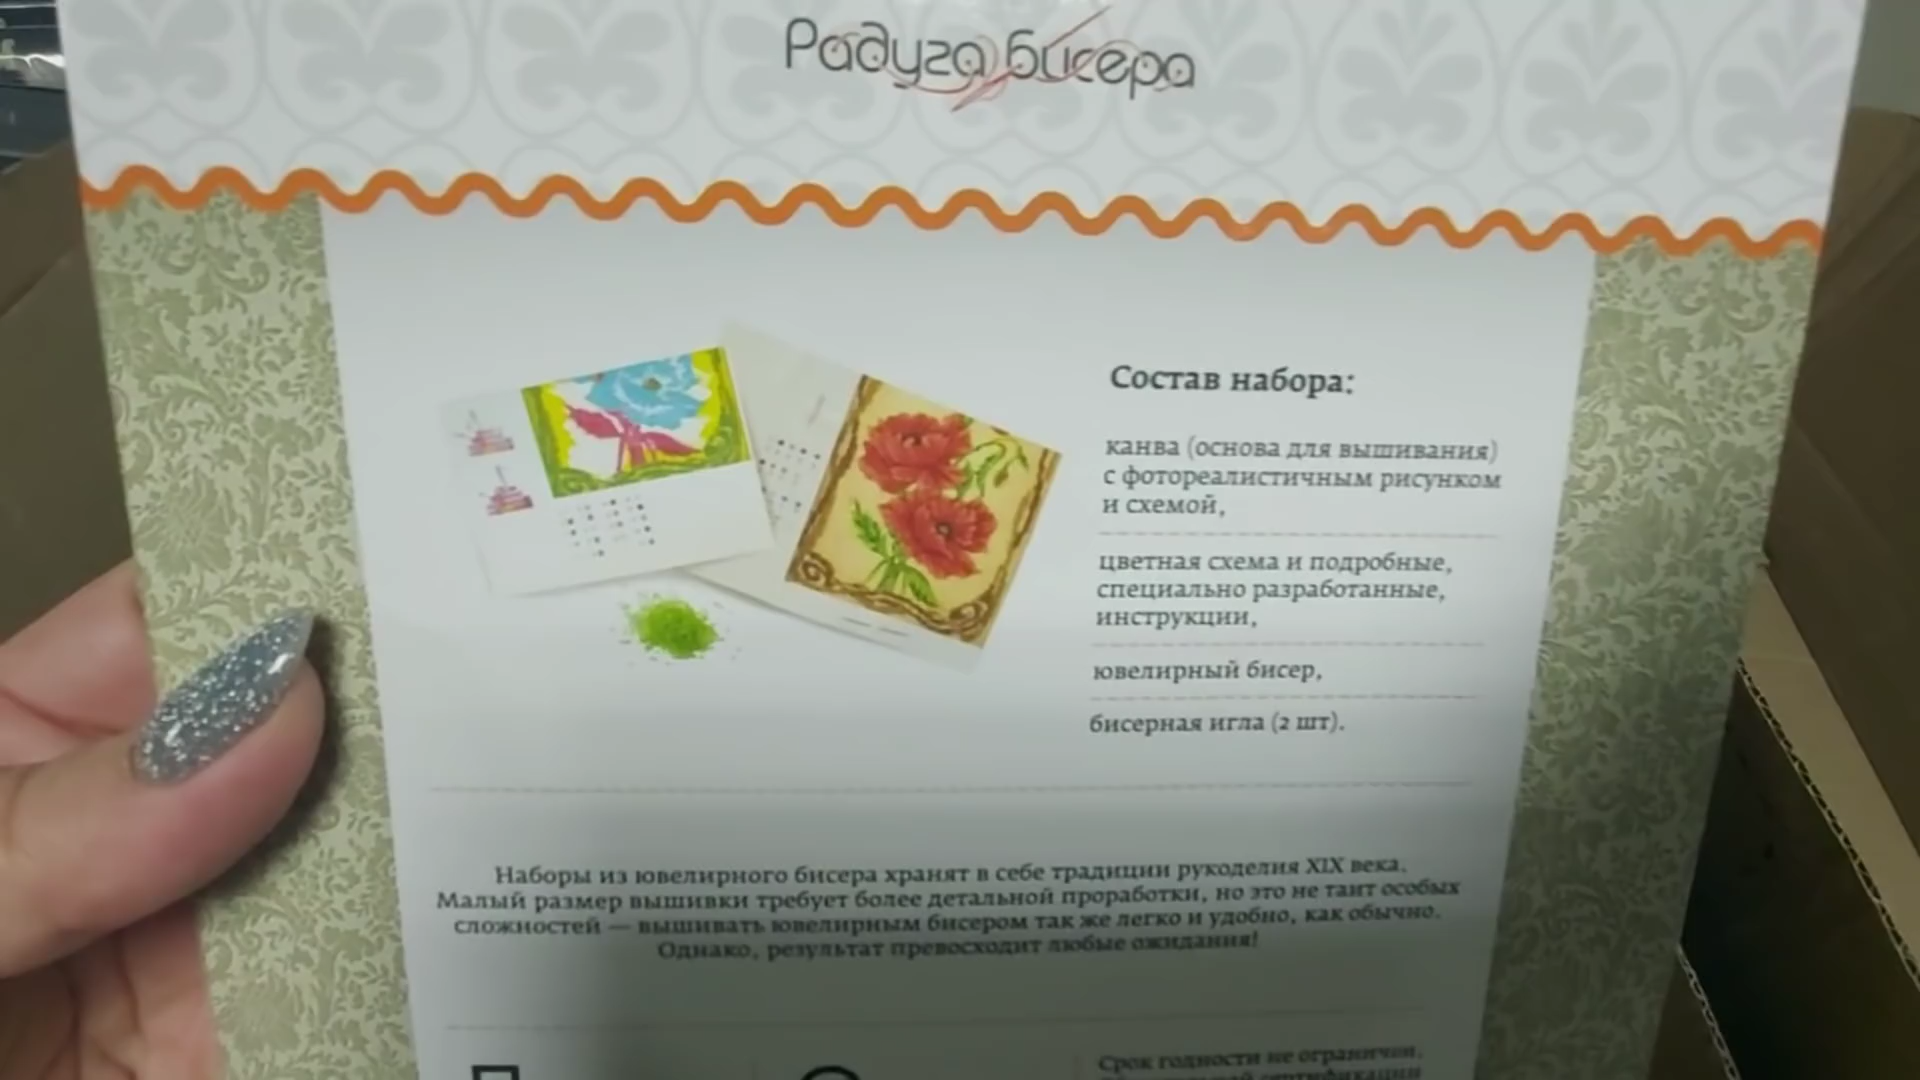 Радуга бисера
Состав набора:
канва (основа для вышивания)
с фотореалистичным рисунком
и схемой,
цветная схема и подробные,
специально разработанные,
инструкции,
ювелирный бисер,
бисерная игла (2 шт).
Наборы из ювелирного бисера хранят в себе традиции рукоделия XIX века.
Малый размер вышивки требует более детальной проработки, но это не таит особых
сложностей — вышивать ювелирным бисером так же легко и удобно, как обычно.
Однако, результат превосходит любые ожидания!
Срок годности не ограничен.
сертификации